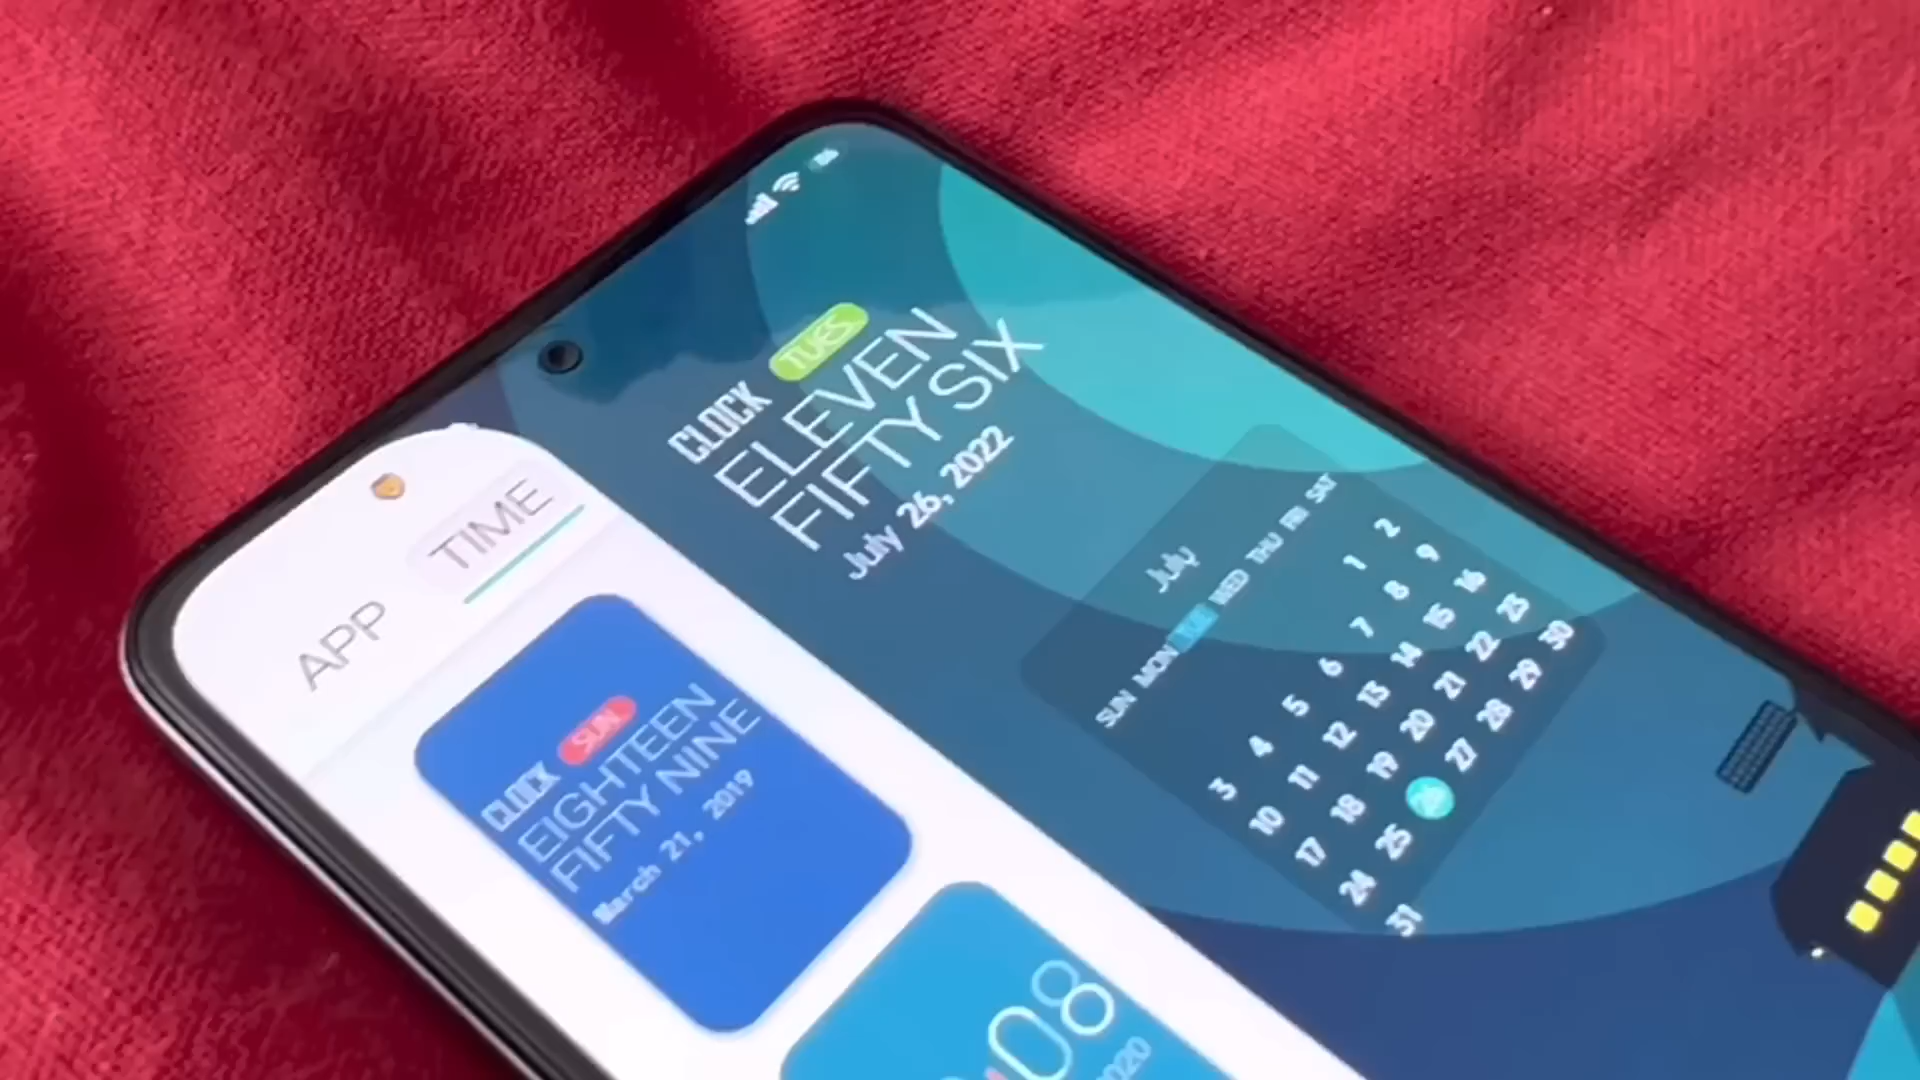 CLOCK TUES
ELEVEN
FIFTY SIX
July 26, 2022
July
SUN MON TUE WED THU FRI SAT
1 2
3 4 5 6 7 8 9
10 11 12 13 14 15 16
17 18 19 20 21 22 23
24 25 26 27 28 29 30
31
APP TIME
CLOCK SUN
EIGHTEEN
FIFTY NINE
March 21, 2019
08
2020